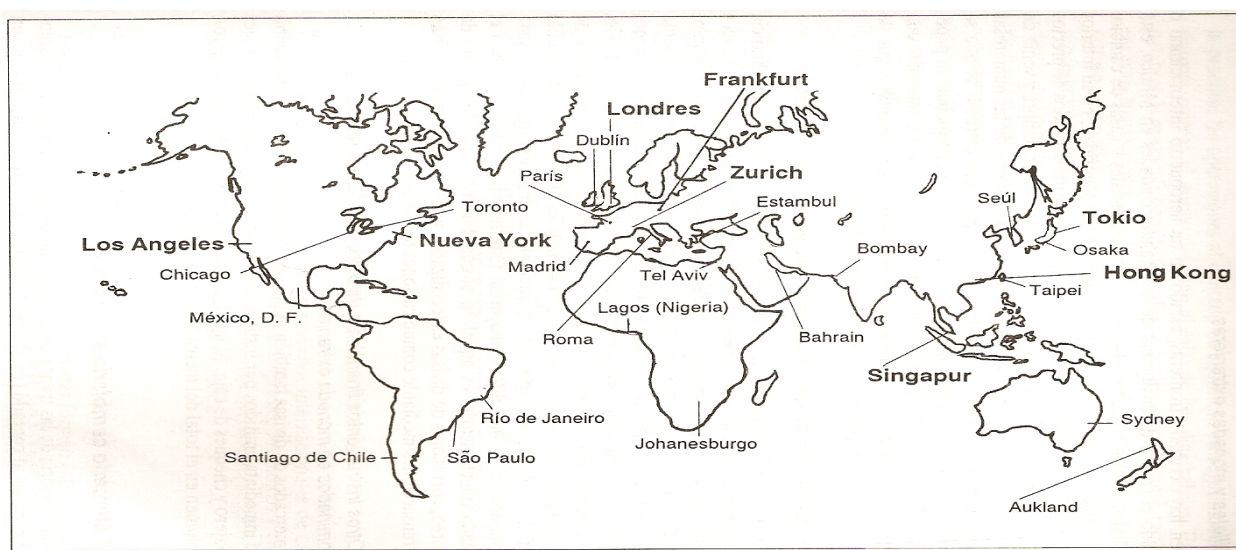 Frankfurt
Londres
Dublín
París
Zurich
Estambul
Seúl
Toronto
Tokio
Los Angeles
Nueva York
Osaka
Chicago
Madrid
Tel Aviv
Bombay
Hong Kong
Taipei
México, D. F.
Lagos (Nigeria)
Roma
Bahrain
Singapur
Río de Janeiro
Sydney
Johanesburgo
Santiago de Chile
São Paulo
Aukland